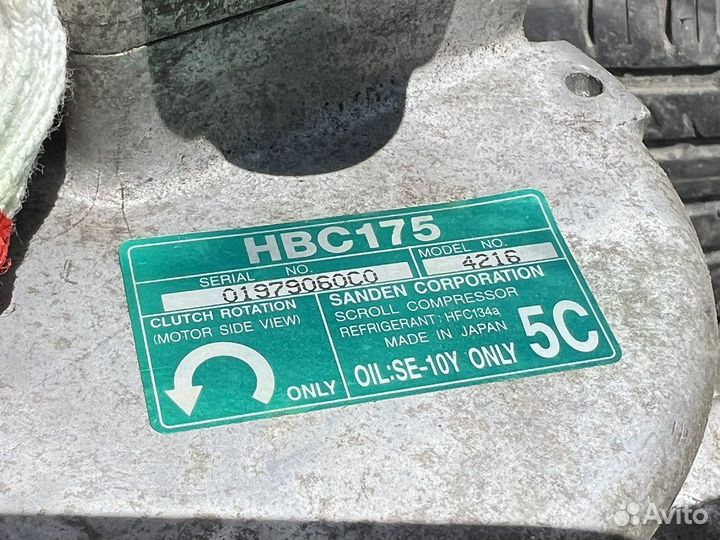 HBC175
SERIAL NO. MODEL NO.
01979060C0 4216
CLUTCH ROTATION
(MOTOR SIDE VIEW)
ONLY
SANDEN CORPORATION
SCROLL COMPRESSOR
REFRIGERANT: HFC134a
MADE IN JAPAN
OIL:SE-10Y ONLY
5C
Avito